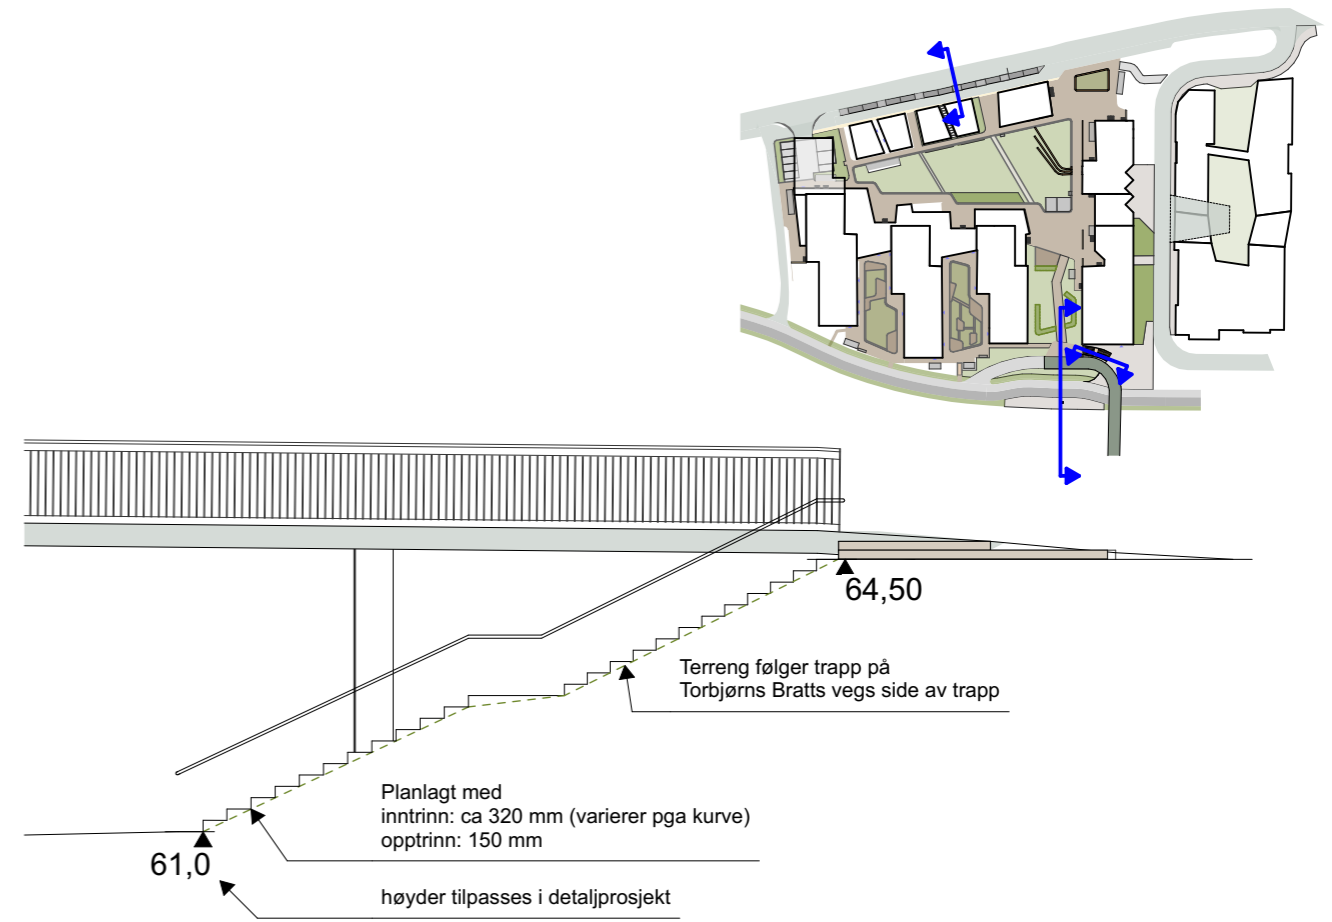 64,50
Terreng følger trapp på
Torbjørns Bratts vegs side av trapp
Planlagt med
inntrinn: ca 320 mm (varierer pga kurve)
opptrinn: 150 mm
61,0
høyder tilpasses i detaljprosjekt